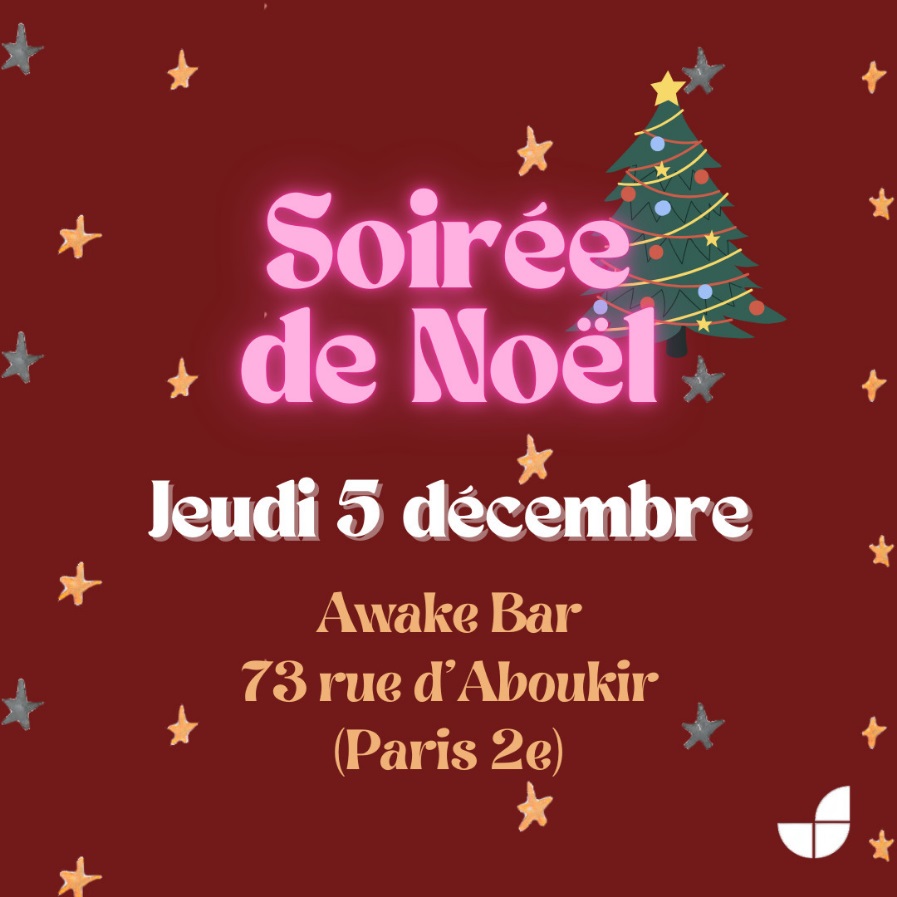 Soirée
de Noël
Jeudi 5 décembre
Awake Bar
73 rue d'Aboukir
(Paris 2e)